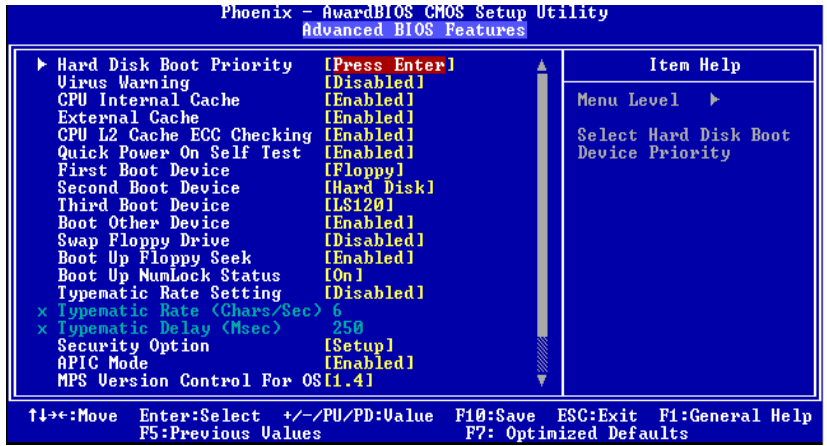 Phoenix - AwardBIOS CMOS Setup Utility
Advanced BIOS Features
Hard Disk Boot Priority [Press Enter]
Virus Warning [Disabled]
CPU Internal Cache [Enabled]
External Cache [Enabled]
CPU L2 Cache ECC Checking [Enabled]
Quick Power On Self Test [Enabled]
First Boot Device [Floppy]
Second Boot Device [Hard Disk]
Third Boot Device [LS120]
Boot Other Device [Enabled]
Swap Floppy Drive [Disabled]
Boot Up Floppy Seek [Enabled]
Boot Up NumLock Status [On]
Typematic Rate Setting [Disabled]
x Typematic Rate (Chars/Sec) 6
x Typematic Delay (Msec) 250
Security Option [Setup]
APIC Mode [Enabled]
MPS Version Control For OS[1.4]
Item Help
Menu Level
Select Hard Disk Boot
Device Priority
↑↓→←:Move Enter:Select +/-/PU/PD:Value F10:Save ESC:Exit F1:General Help
F5:Previous Values F7: Optimized Defaults